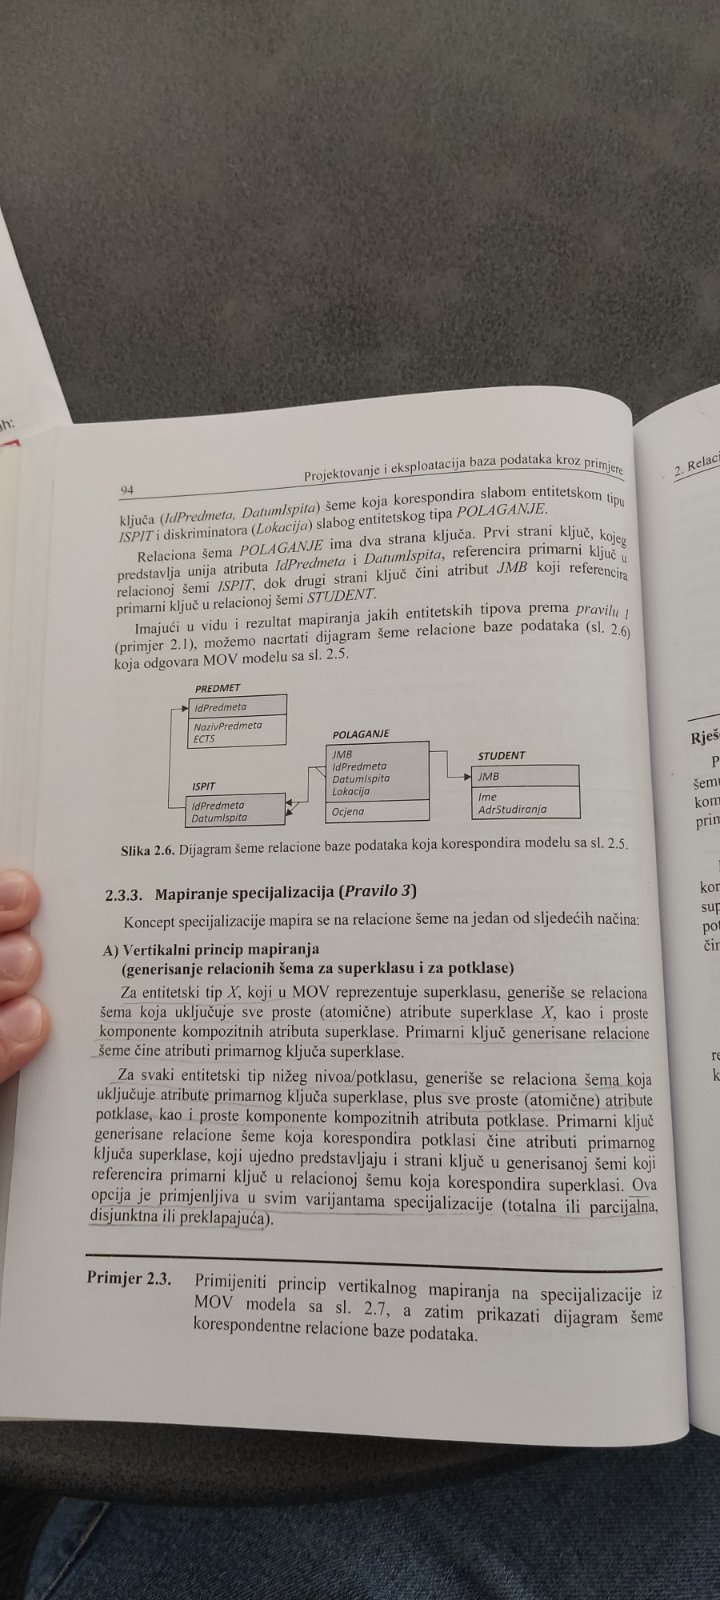 94
Projektovanje i eksploatacija baza podataka kroz primjere
ključa (IdPredmeta, DatumIspita) šeme koja korespondira slabom entitetskom tipu
ISPIT i diskriminatora (Lokacija) slabog entitetskog tipa POLAGANJE.
Relaciona šema POLAGANJE ima dva strana ključa. Prvi strani ključ, kojeg
predstavlja unija atributa IdPredmeta i DatumIspita, referencira primarni ključ u
relacionoj šemi ISPIT, dok drugi strani ključ čini atribut JMB koji referencira
primarni ključ u relacionoj šemi STUDENT.
Imajući u vidu i rezultat mapiranja jakih entitetskih tipova prema pravilu 1
(primjer 2.1), možemo nacrtati dijagram šeme relacione baze podataka (sl. 2.6)
koja odgovara MOV modelu sa sl. 2.5.
PREDMET
IdPredmeta
NazivPredmeta
ECTS
ISPIT
IdPredmeta
DatumIspita
POLAGANJE
JMB
IdPredmeta
DatumIspita
Lokacija
Ocjena
STUDENT
JMB
Ime
AdrStudiranja
Slika 2.6. Dijagram šeme relacione baze podataka koja korespondira modelu sa sl. 2.5.
2.3.3. Mapiranje specijalizacija (Pravilo 3)
Koncept specijalizacije mapira se na relacione šeme na jedan od sljedećih načina:
A) Vertikalni princip mapiranja
(generisanje relacionih šema za superklasu i za potklase)
Za entitetski tip X, koji u MOV reprezentuje superklasu, generiše se relaciona
šema koja uključuje sve proste (atomične) atribute superklase X, kao i proste
komponente kompozitnih atributa superklase. Primarni ključ generisane relacione
šeme čine atributi primarnog ključa superklase.
Za svaki entitetski tip nižeg nivoa/potklasu, generiše se relaciona šema koja
uključuje atribute primarnog ključa superklase, plus sve proste (atomične) atribute
potklase, kao i proste komponente kompozitnih atributa potklase. Primarni ključ
generisane relacione šeme koja korespondira potklasi čine atributi primarnog
ključa superklase, koji ujedno predstavljaju i strani ključ u generisanoj šemi koji
referencira primarni ključ u relacionoj šemu koja korespondira superklasi. Ova
opcija je primjenljiva u svim varijantama specijalizacije (totalna ili parcijalna,
disjunktna ili preklapajuća).
Primjer 2.3. Primijeniti princip vertikalnog mapiranja na specijalizacije iz
MOV modela sa sl. 2.7, a zatim prikazati dijagram šeme
korespondentne relacione baze podataka.
2. Relaci
Rješ